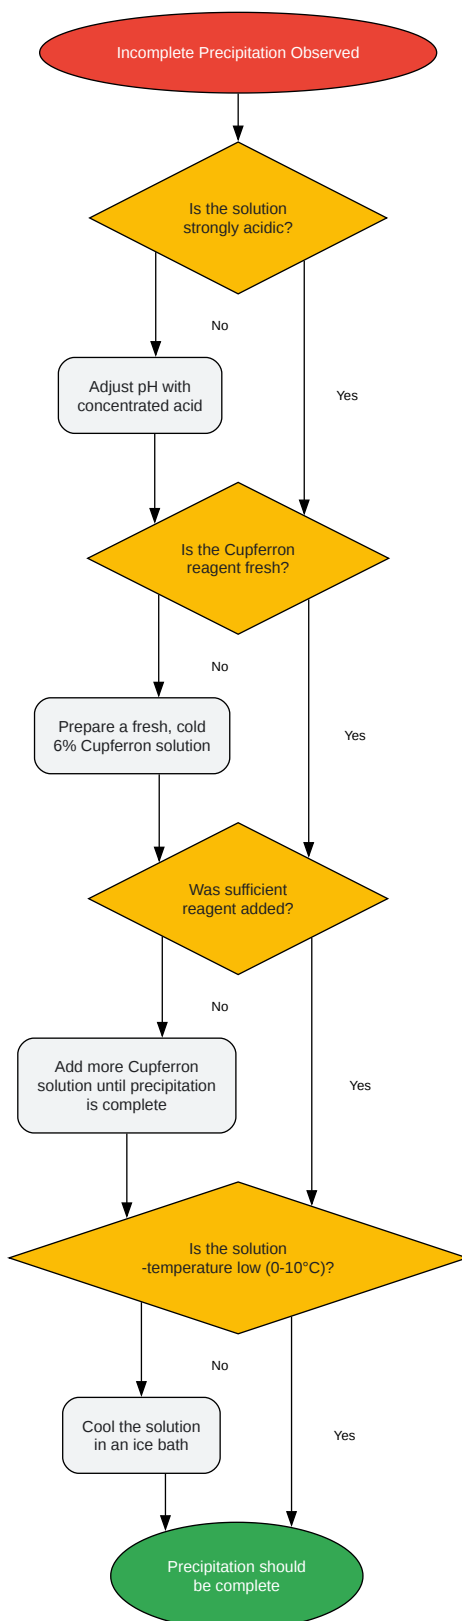 Incomplete Precipitation Observed
Is the solution
strongly acidic?
No
Adjust pH with
concentrated acid
Yes
Is the Cupferron
reagent fresh?
No
Prepare a fresh, cold
6% Cupferron solution
Yes
Was sufficient
reagent added?
No
Add more Cupferron
solution until precipitation
is complete
Yes
Is the solution
-temperature low (0-10°C)?
No
Cool the solution
in an ice bath
Yes
Precipitation should
be complete